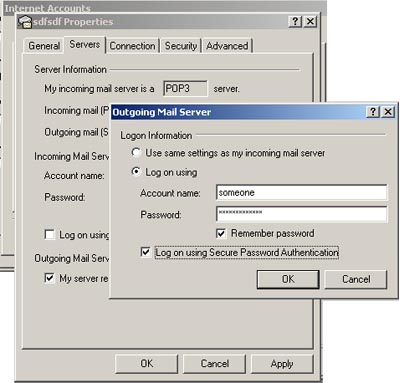 Internet Accounts
sdfsdf Properties
General Servers Connection Security Advanced
Server Information
My incoming mail server is a POP3 server.
Incoming mail (P
Outgoing mail (S
Incoming Mail Serv
Account name:
Password:
Log on using
Outgoing Mail Serv
My server re
OK Cancel Apply
Outgoing Mail Server
Logon Information
Use same settings as my incoming mail server
Log on using
Account name: someone
Password: *************
Remember password
Log on using Secure Password Authentication
OK Cancel